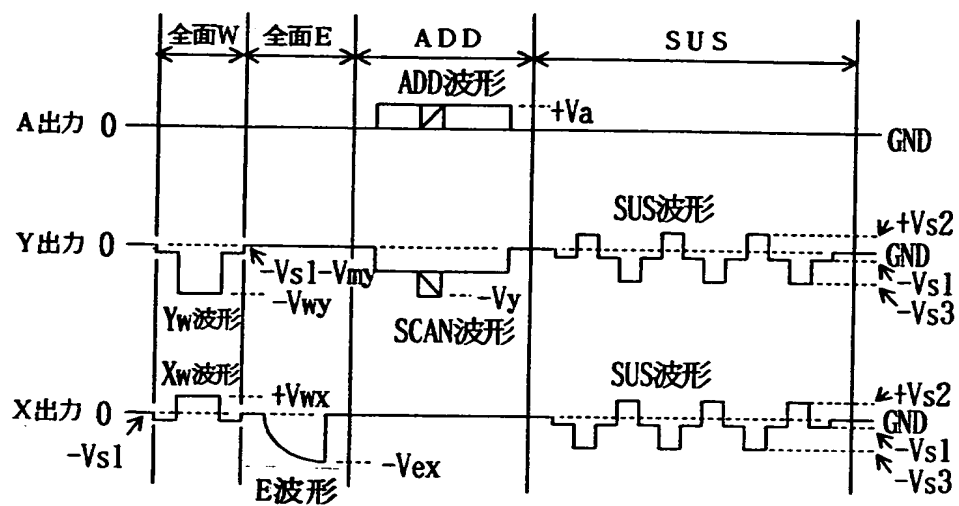 全面W 全面E ADD SUS
ADD波形
+Va
A出力 0
GND
SUS波形
+Vs2
Y出力 0
GND
-Vs1-Vmy
-Vs1
-Vwy
-Vy
-Vs3
Yw波形
SCAN波形
Xw波形
SUS波形
+Vwx
+Vs2
X出力 0
GND
-Vs1
-Vs1
-Vex
-Vs3
E波形